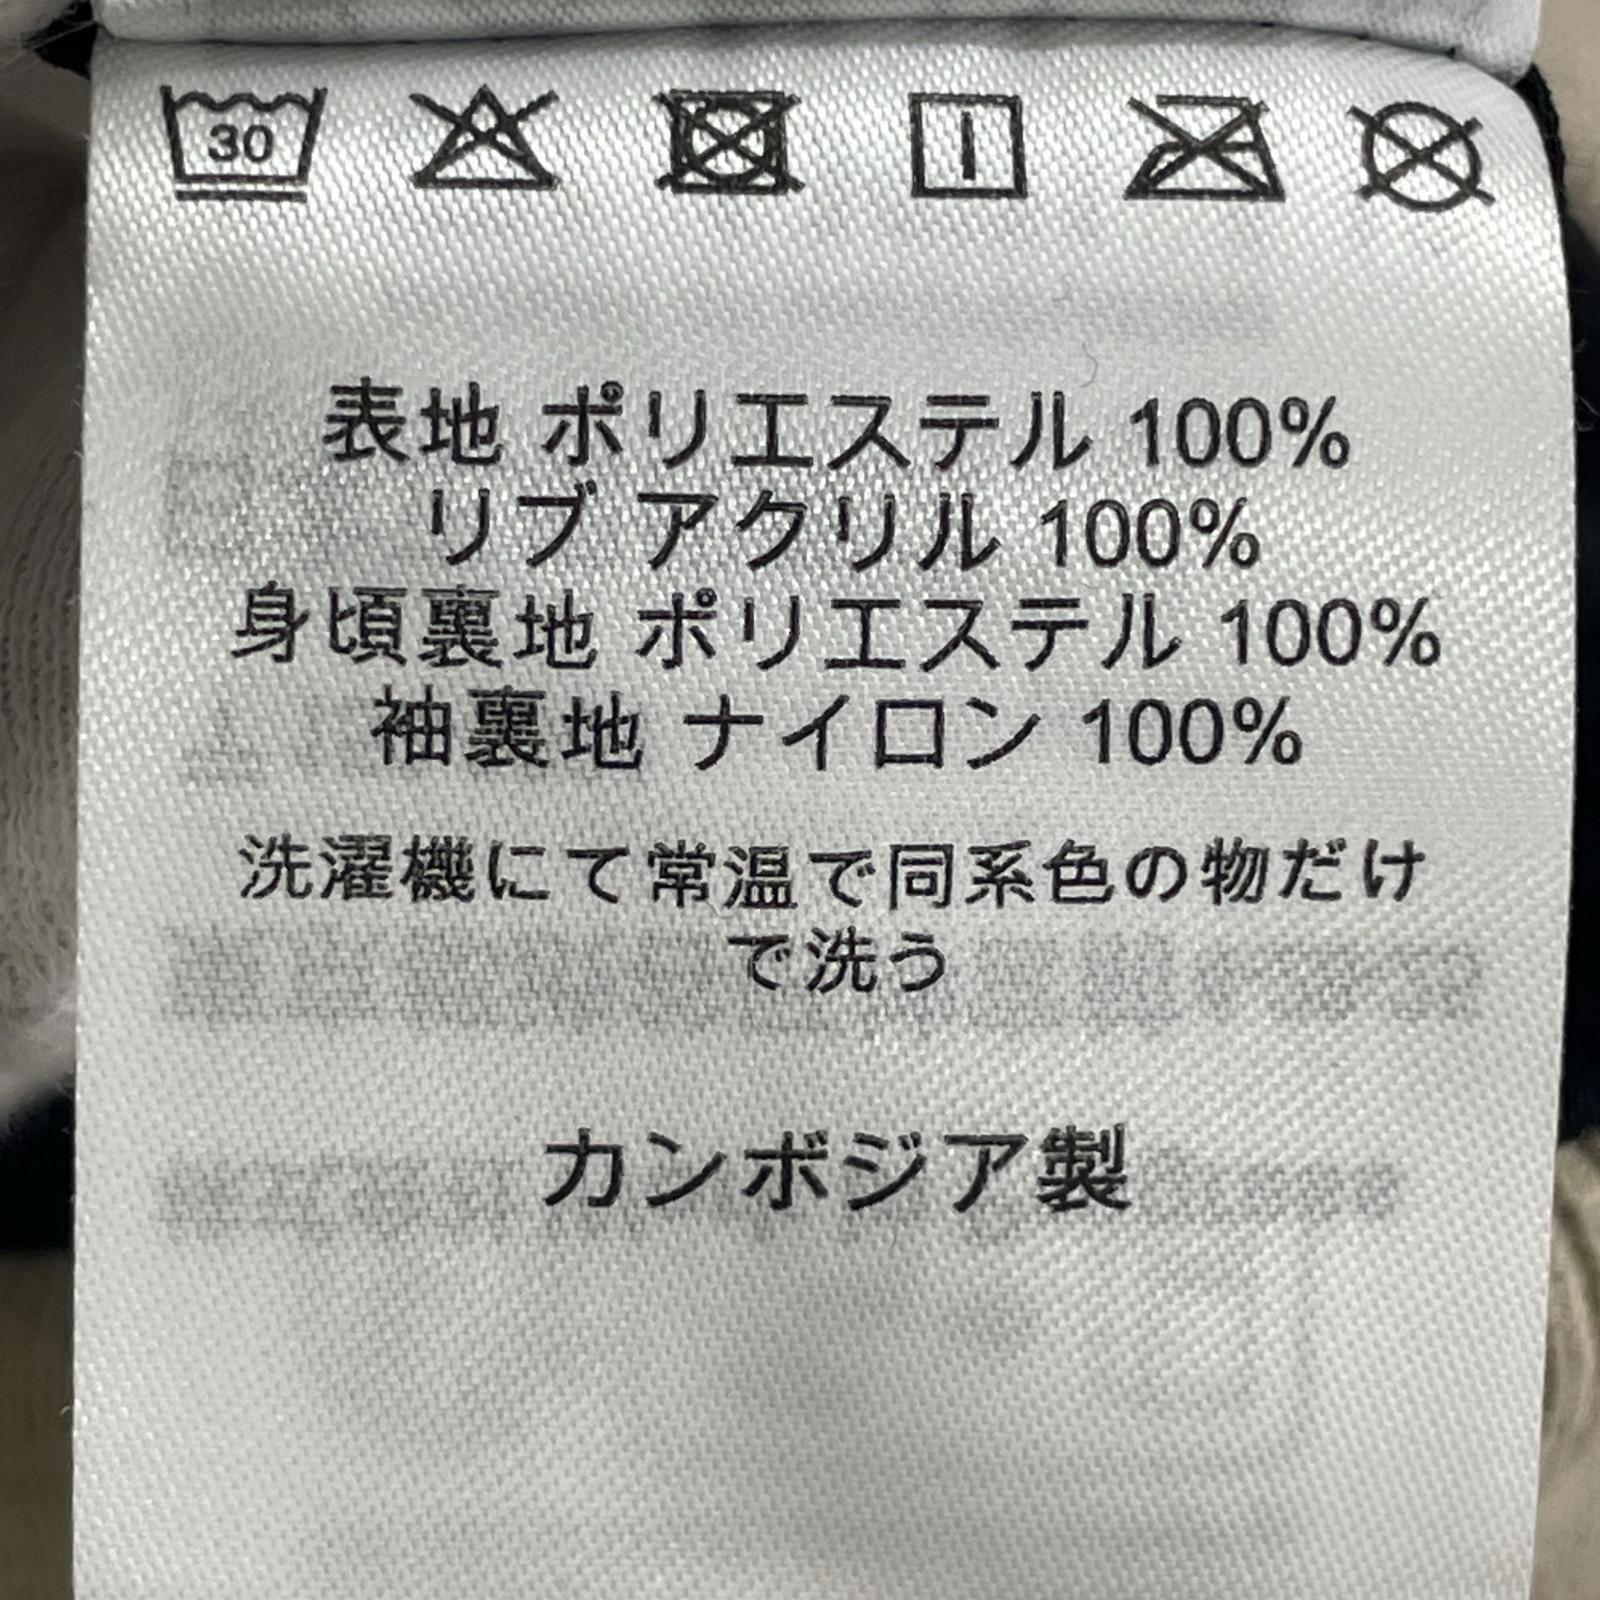 30
表地 ポリエステル 100%
リブ アクリル 100%
身頃裏地 ポリエステル 100%
袖裏地 ナイロン 100%
洗濯機にて常温で同系色の物だけ
で洗う
カンボジア製